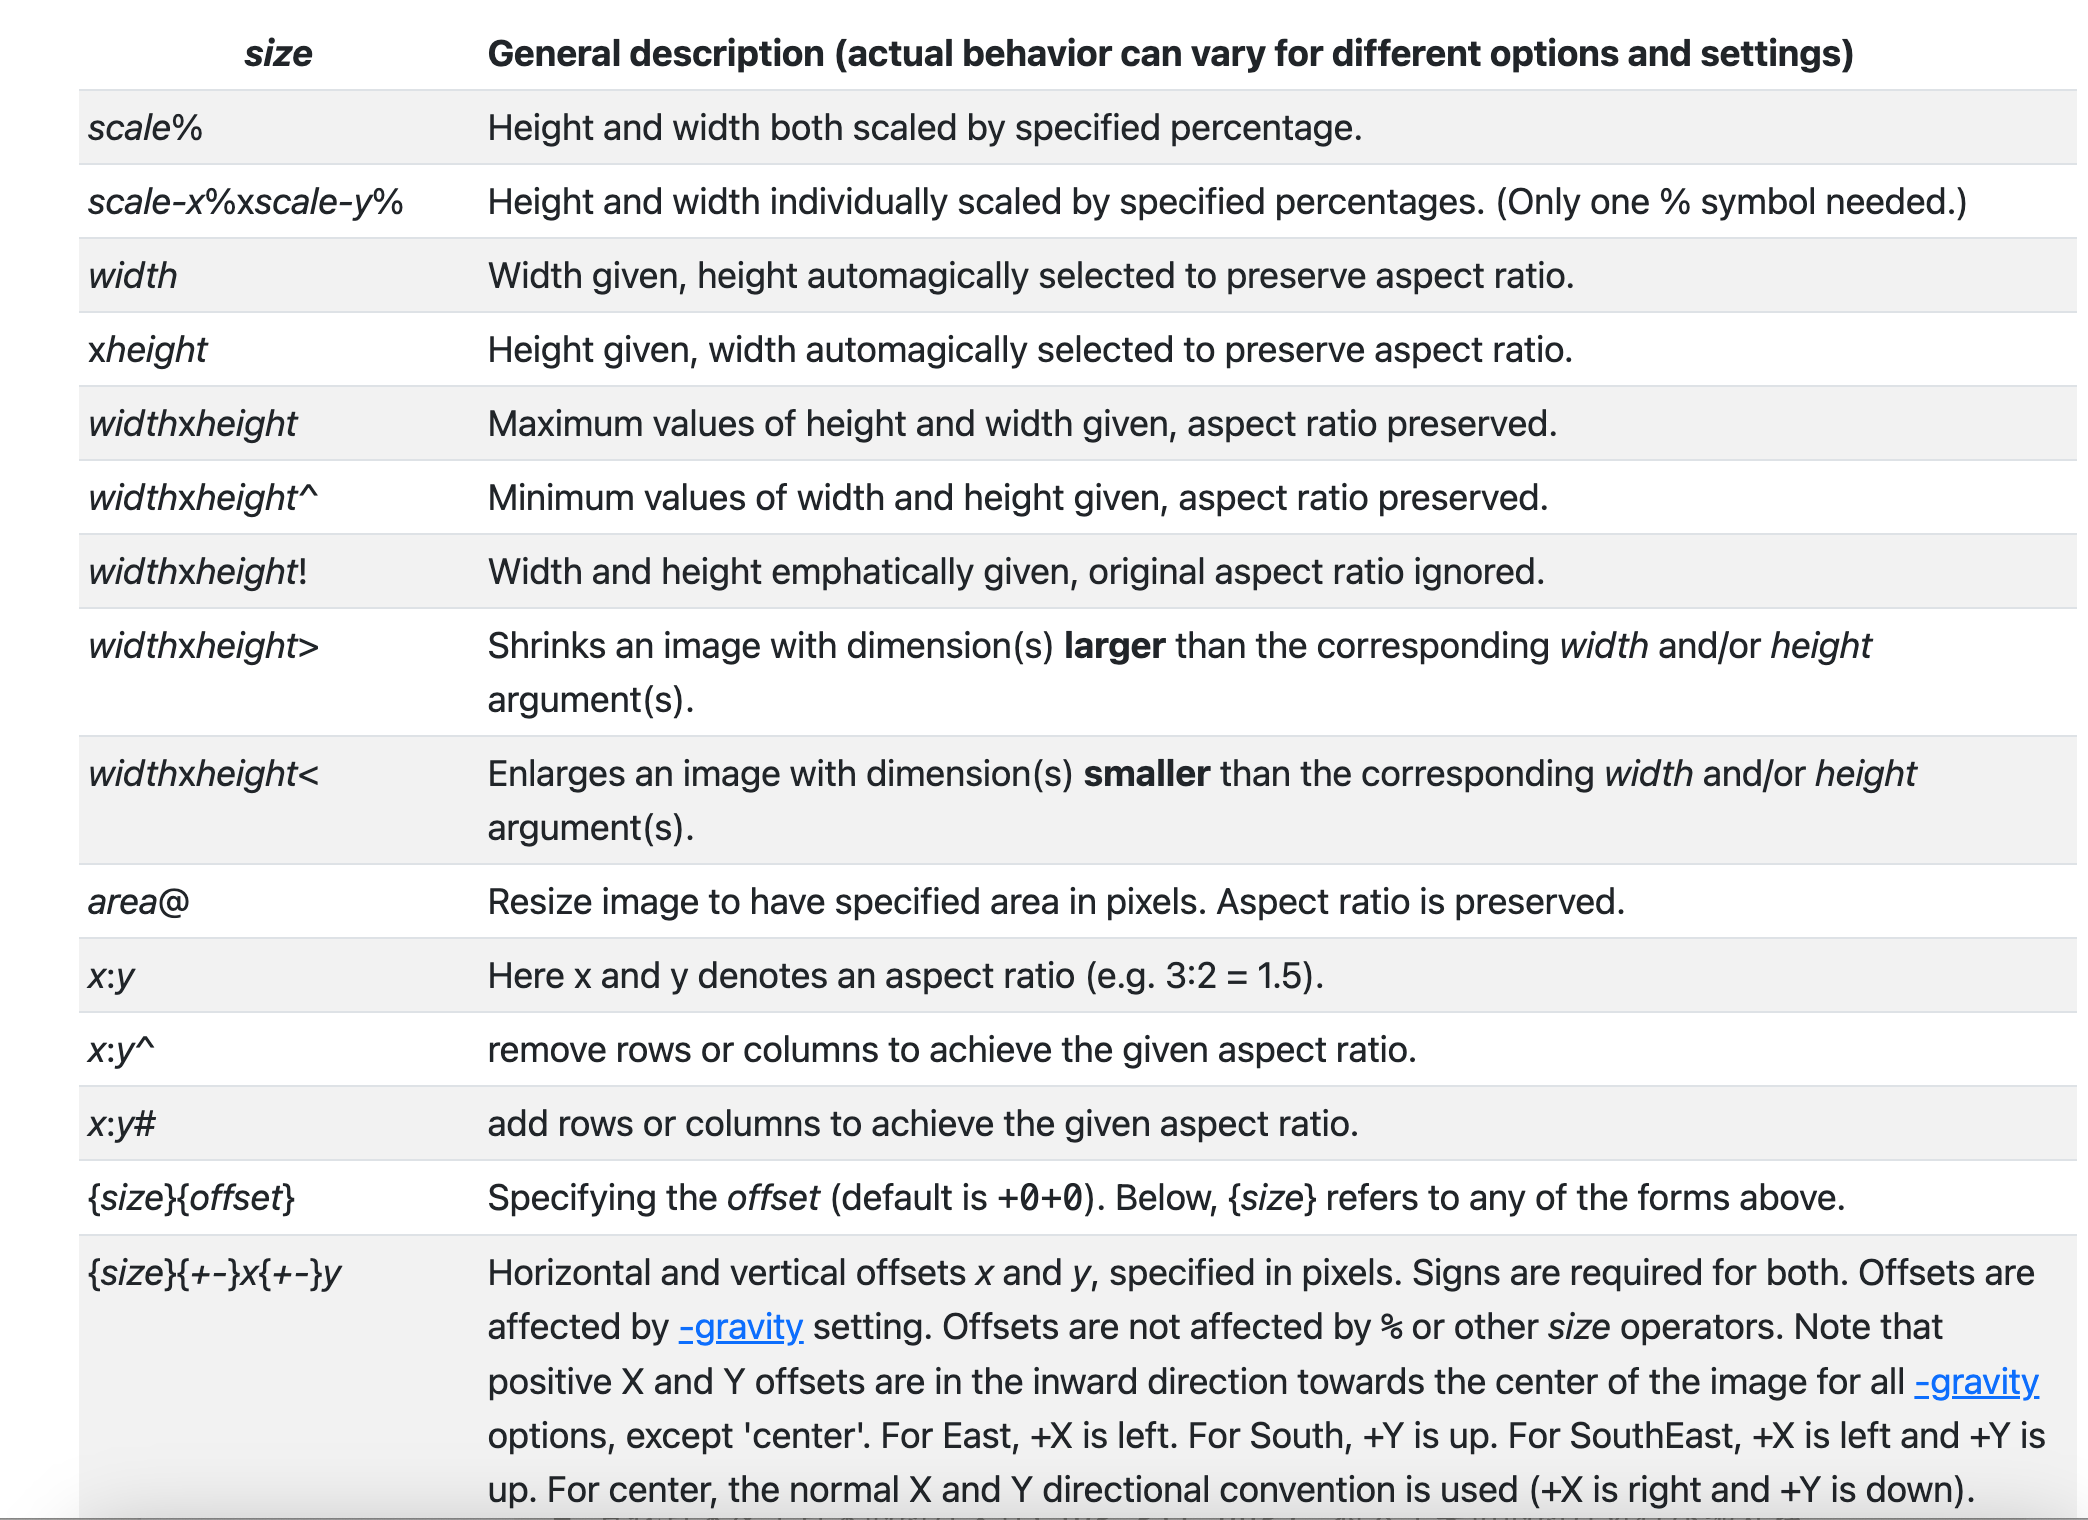 size General description (actual behavior can vary for different options and settings)
scale% Height and width both scaled by specified percentage.
scale-x%xscale-y% Height and width individually scaled by specified percentages. (Only one % symbol needed.)
width Width given, height automagically selected to preserve aspect ratio.
xheight Height given, width automagically selected to preserve aspect ratio.
widthxheight Maximum values of height and width given, aspect ratio preserved.
widthxheight^ Minimum values of width and height given, aspect ratio preserved.
widthxheight! Width and height emphatically given, original aspect ratio ignored.
widthxheight> Shrinks an image with dimension(s) larger than the corresponding width and/or height
argument(s).
widthxheight< Enlarges an image with dimension(s) smaller than the corresponding width and/or height
argument(s).
area@ Resize image to have specified area in pixels. Aspect ratio is preserved.
x:y Here x and y denotes an aspect ratio (e.g. 3:2 = 1.5).
x:y^ remove rows or columns to achieve the given aspect ratio.
x:y# add rows or columns to achieve the given aspect ratio.
{size}{offset} Specifying the offset (default is +0+0). Below, {size} refers to any of the forms above.
{size}{+-}x{+-}y Horizontal and vertical offsets x and y, specified in pixels. Signs are required for both. Offsets are
affected by -gravity setting. Offsets are not affected by % or other size operators. Note that
positive X and Y offsets are in the inward direction towards the center of the image for all -gravity
options, except 'center'. For East, +X is left. For South, +Y is up. For SouthEast, +X is left and +Y is
up. For center, the normal X and Y directional convention is used (+X is right and +Y is down).